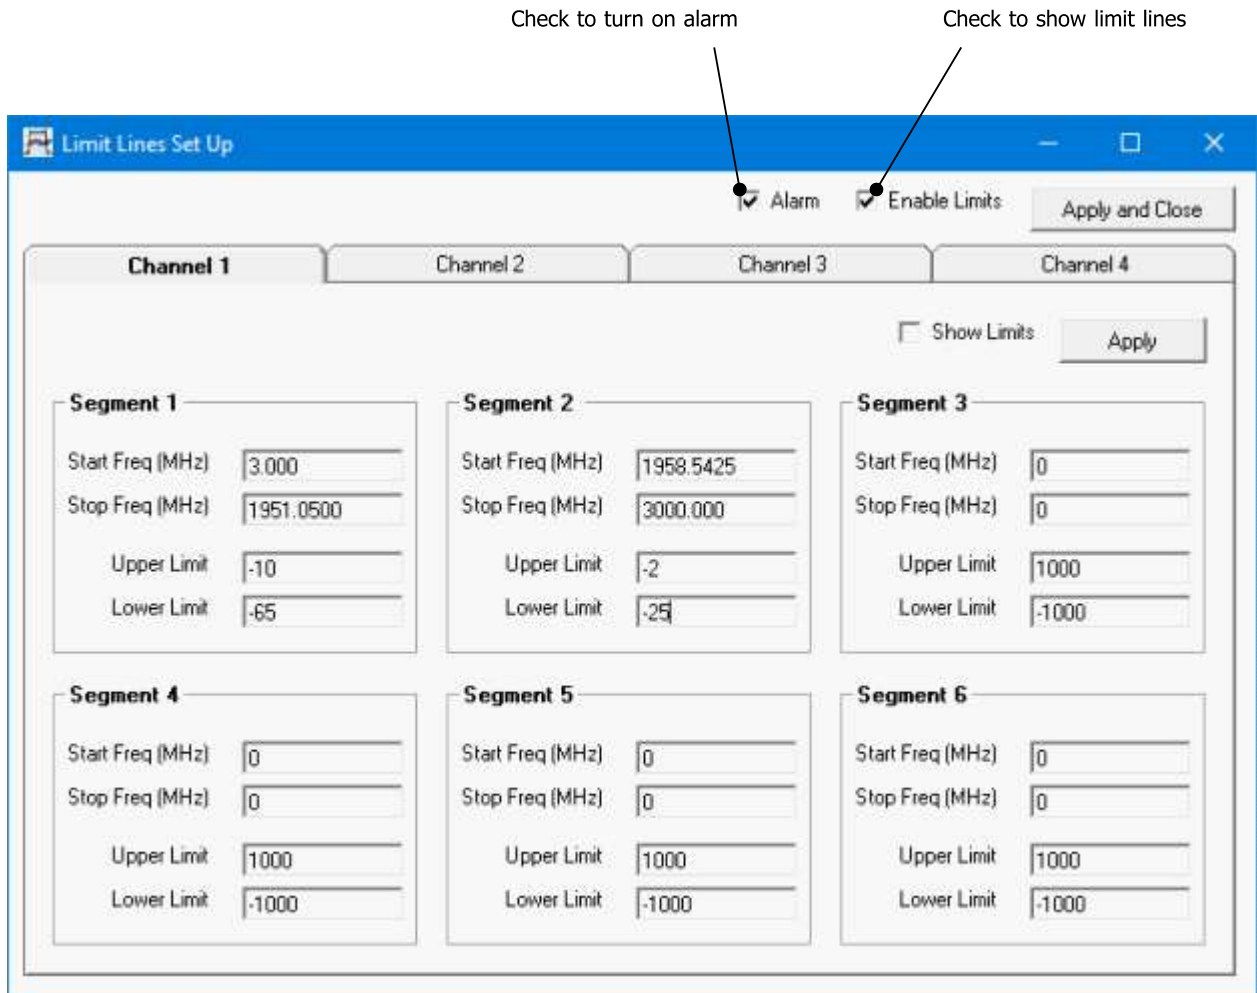 Check to turn on alarm Check to show limit lines
Limit Lines Set Up
Alarm Enable Limits Apply and Close
Channel 1 Channel 2 Channel 3 Channel 4
Show Limits Apply
Segment 1 Segment 2 Segment 3
Start Freq (MHz) 3.000 Start Freq (MHz) 1958.5425 Start Freq (MHz) 0
Stop Freq (MHz) 1951.0500 Stop Freq (MHz) 3000.000 Stop Freq (MHz) 0
Upper Limit -10 Upper Limit -2 Upper Limit 1000
Lower Limit -65 Lower Limit -25 Lower Limit -1000
Segment 4 Segment 5 Segment 6
Start Freq (MHz) 0 Start Freq (MHz) 0 Start Freq (MHz) 0
Stop Freq (MHz) 0 Stop Freq (MHz) 0 Stop Freq (MHz) 0
Upper Limit 1000 Upper Limit 1000 Upper Limit 1000
Lower Limit -1000 Lower Limit -1000 Lower Limit -1000